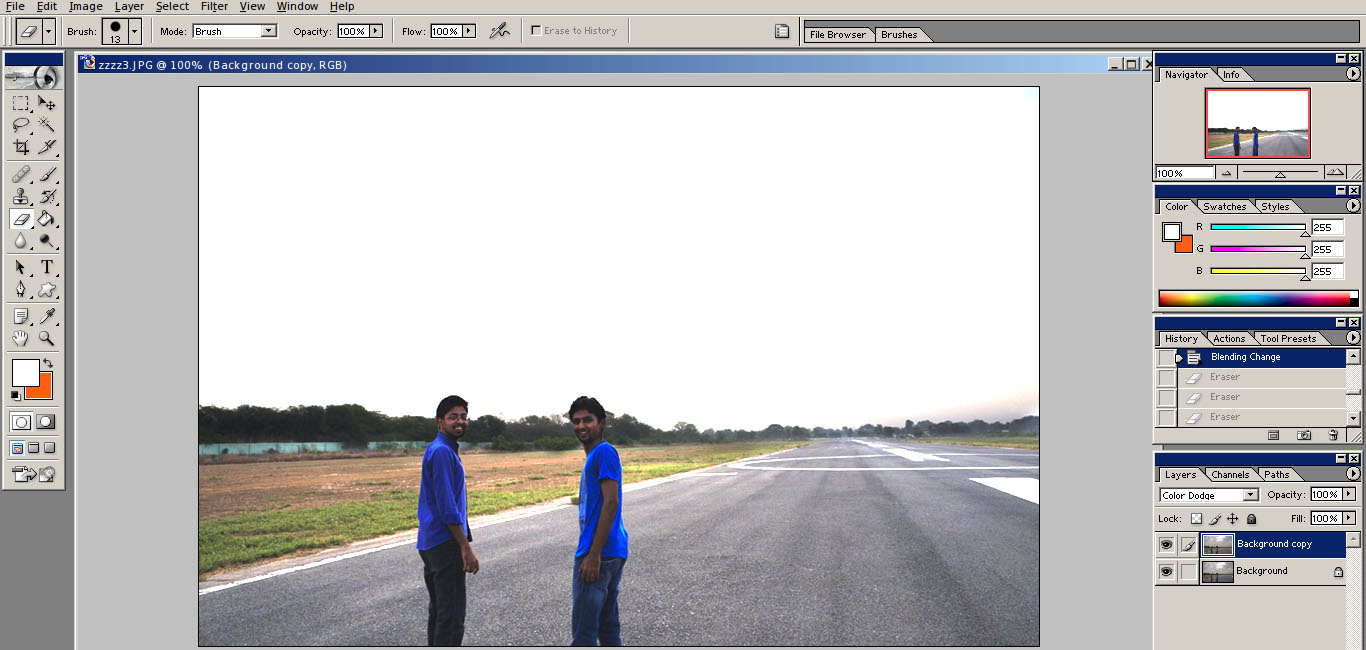 File Edit Image Layer Select Filter View Window Help
Brush: 13 Mode: Brush Opacity: 100% Flow: 100% Erase to History File Browser Brushes
zzzz3.JPG @ 100% (Background copy, RGB)
Navigator Info
100%
Color Swatches Styles
R 255
G 255
B 255
History Actions Tool Presets
Blending Change
Eraser
Eraser
Eraser
Layers Channels Paths
Color Dodge Opacity: 100%
Lock: Fill: 100%
Background copy
Background